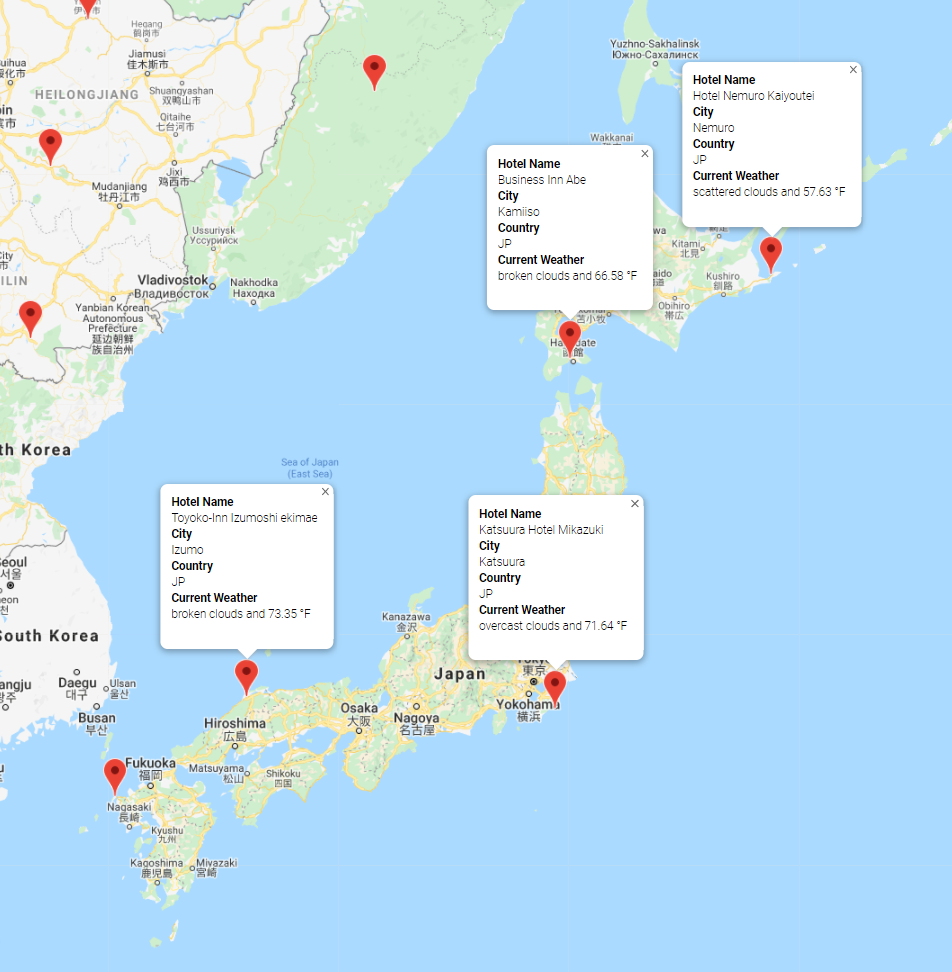 伊春市
Hegang
鹤岗市
Jiamusi
佳木斯市
HEILONGJIANG
Shuangyashan
双鸭山市
Qitaihe
七台河市
Jixi
鸡西市
Mudanjiang
牡丹江市
Ussuriysk
Уссурийск
Vladivostok
Владивосток
Nakhodka
Находка
Yanbian Korean
Autonomous
Prefecture
延边朝鲜
族自治州
Yuzhno-Sakhalinsk
Южно-Сахалинск
Wakkanai
Hotel Name
Hotel Nemuro Kaiyoutei
City
Nemuro
Country
JP
Current Weather
scattered clouds and 57.63 °F
Hotel Name
Business Inn Abe
City
Kamiiso
Country
JP
Current Weather
broken clouds and 66.58 °F
Kitami
北見
Kushiro
釧路
Obihiro
帯広
苫小牧
th Korea
Sea of Japan
(East Sea)
Hotel Name
Toyoko-Inn Izumoshi ekimae
City
Izumo
Country
JP
Current Weather
broken clouds and 73.35 °F
Hotel Name
Katsuura Hotel Mikazuki
City
Katsuura
Country
JP
Current Weather
overcast clouds and 71.64 °F
Seoul
서울
South Korea
Daegu
대구
Ulsan
울산
Busan
부산
Kanazawa
金沢
Japan
東京
Yokohama
横浜
Osaka
大阪
Nagoya
名古屋
Hiroshima
広島
Matsuyama
松山
Shikoku
四国
Fukuoka
福岡
Nagasaki
長崎
Kyushu
九州
Kagoshima
鹿児島
Miyazaki
宮崎